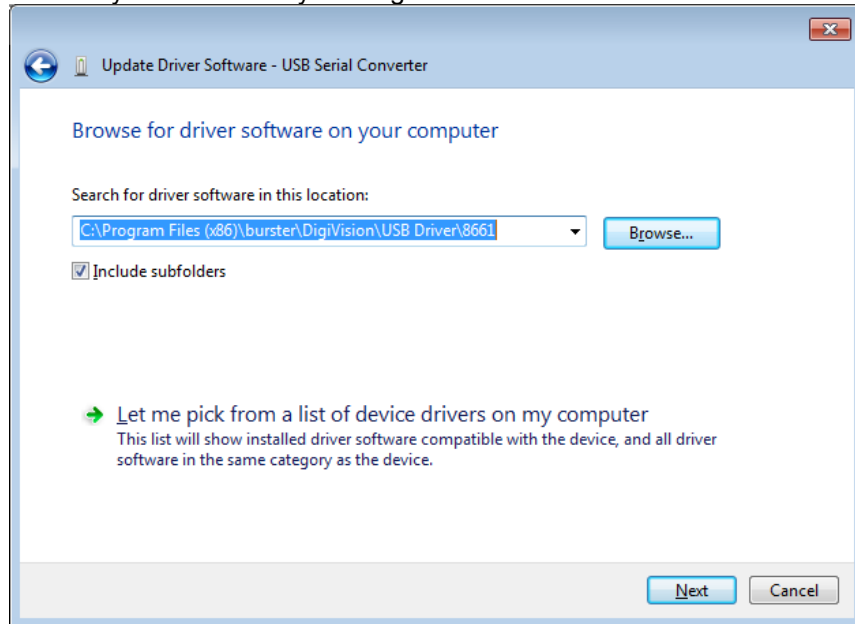 Update Driver Software - USB Serial Converter
Browse for driver software on your computer
Search for driver software in this location:
C:\Program Files (x86)\burster\DigiVision\USB Driver\8661
Browse...
Include subfolders
Let me pick from a list of device drivers on my computer
This list will show installed driver software compatible with the device, and all driver
software in the same category as the device.
Next Cancel